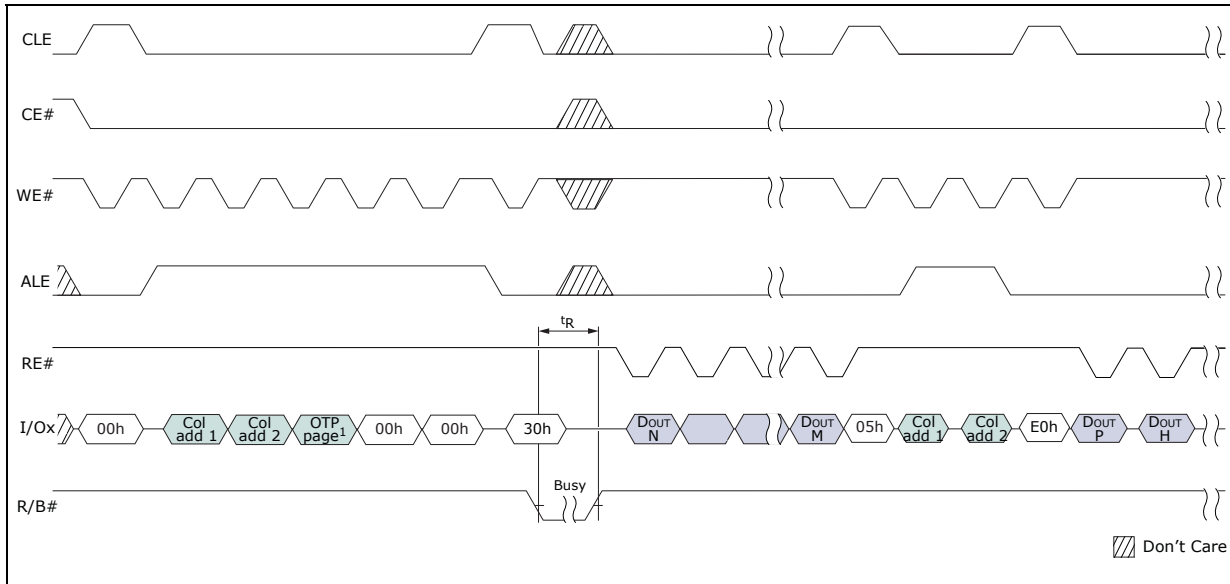 CLE
CE#
WE#
ALE
tR
RE#
I/Ox 00h Col add 1 Col add 2 OTP page1 00h 00h 30h DOUT N DOUT M 05h Col add 1 Col add 2 E0h DOUT P DOUT H
Busy
R/B#
Don't Care